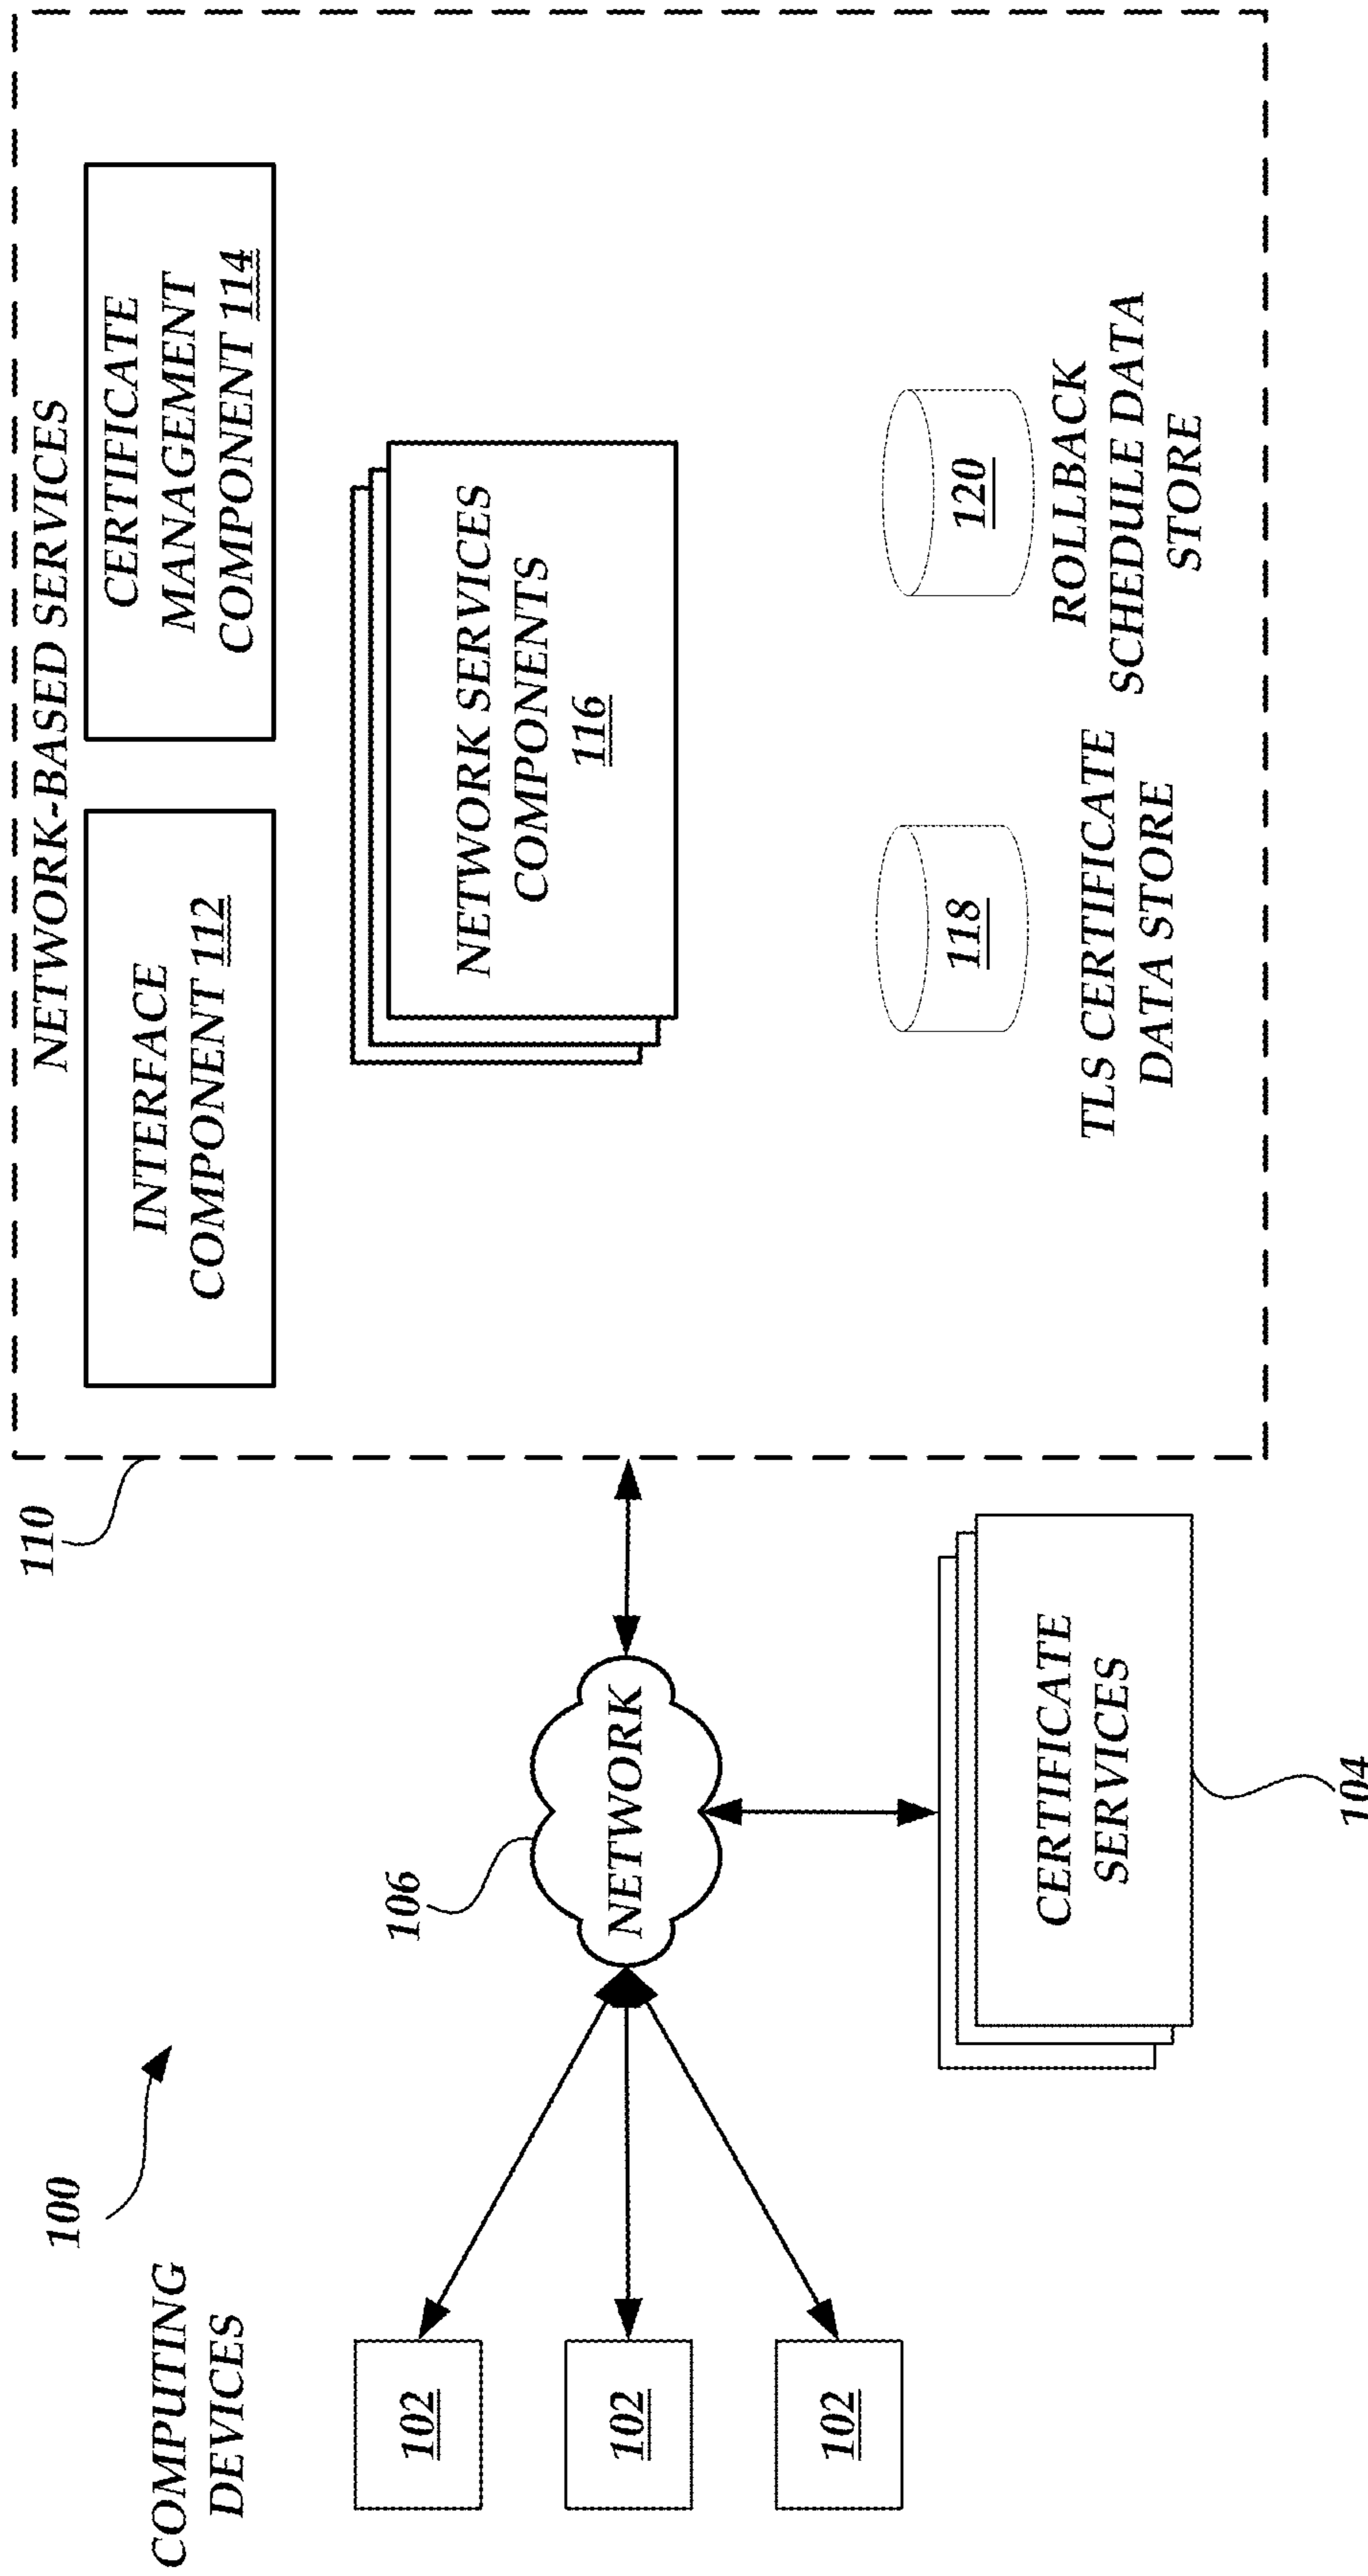 100
COMPUTING
DEVICES
102
102
102
106
NETWORK
CERTIFICATE
SERVICES
104
110
NETWORK-BASED SERVICES
INTERFACE
COMPONENT 112
CERTIFICATE
MANAGEMENT
COMPONENT 114
NETWORK SERVICES
COMPONENTS
116
118
TLS CERTIFICATE
DATA STORE
120
ROLLBACK
SCHEDULE DATA
STORE